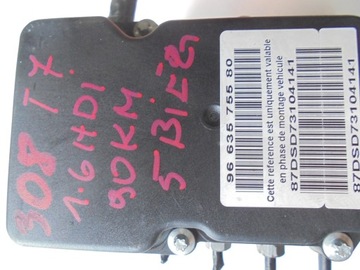 308 T7
1.6 HDI
90KM
5 BIEG
96 635 755 80
Cette reference est uniquement valable
en phase de montage vehicule
87DSD73104141
87DSD73104141